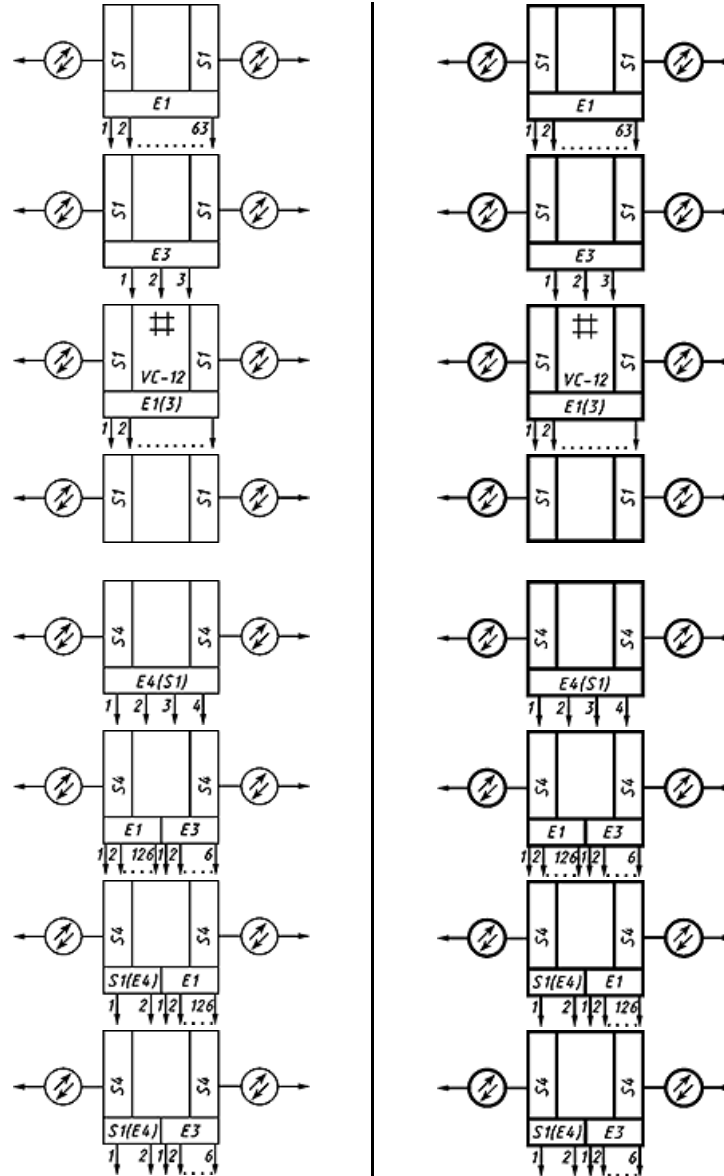 S1 S1 S1 S1
E1 E1
1 2 63 1 2 63
S1 S1 S1 S1
E3 E3
1 2 3 1 2 3
S1 S1 S1 S1
VC-12 VC-12
E1(3) E1(3)
1 2 1 2
S1 S1 S1 S1
S4 S4 S4 S4
E4(S1) E4(S1)
1 2 3 4 1 2 3 4
S4 S4 S4 S4
E1 E3 E1 E3
1 2 126 1 2 6 1 2 126 1 2 6
S4 S4 S4 S4
S1(E4) E1 S1(E4) E1
1 2 1 2 126 1 2 1 2 126
S4 S4 S4 S4
S1(E4) E3 S1(E4) E3
1 2 1 2 6 1 2 1 2 6